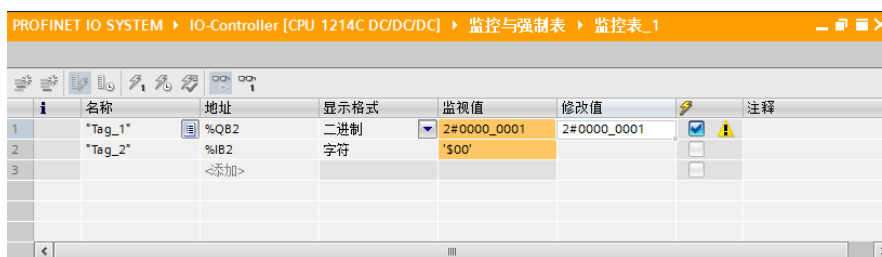 PROFINET IO SYSTEM ▸ IO-Controller [CPU 1214C DC/DC/DC] ▸ 监控与强制表 ▸ 监控表_1
i 名称 地址 显示格式 监视值 修改值 注释
1 "Tag_1" %QB2 二进制 2#0000_0001 2#0000_0001
2 "Tag_2" %IB2 字符 '$00'
3 <添加>